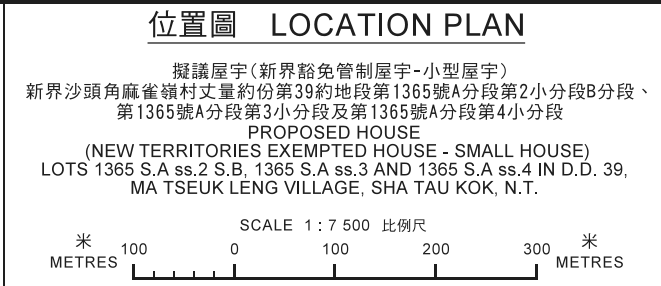 位置圖 LOCATION PLAN
擬議屋宇(新界豁免管制屋宇-小型屋宇)
新界沙頭角麻雀嶺村丈量約份第39約地段第1365號A分段第2小分段B分段、
第1365號A分段第3小分段及第1365號A分段第4小分段
PROPOSED HOUSE
(NEW TERRITORIES EXEMPTED HOUSE - SMALL HOUSE)
LOTS 1365 S.A ss.2 S.B, 1365 S.A ss.3 AND 1365 S.A ss.4 IN D.D. 39,
MA TSEUK LENG VILLAGE, SHA TAU KOK, N.T.
SCALE 1 : 7 500 比例尺
米 100 0 100 200 300 米
METRES METRES